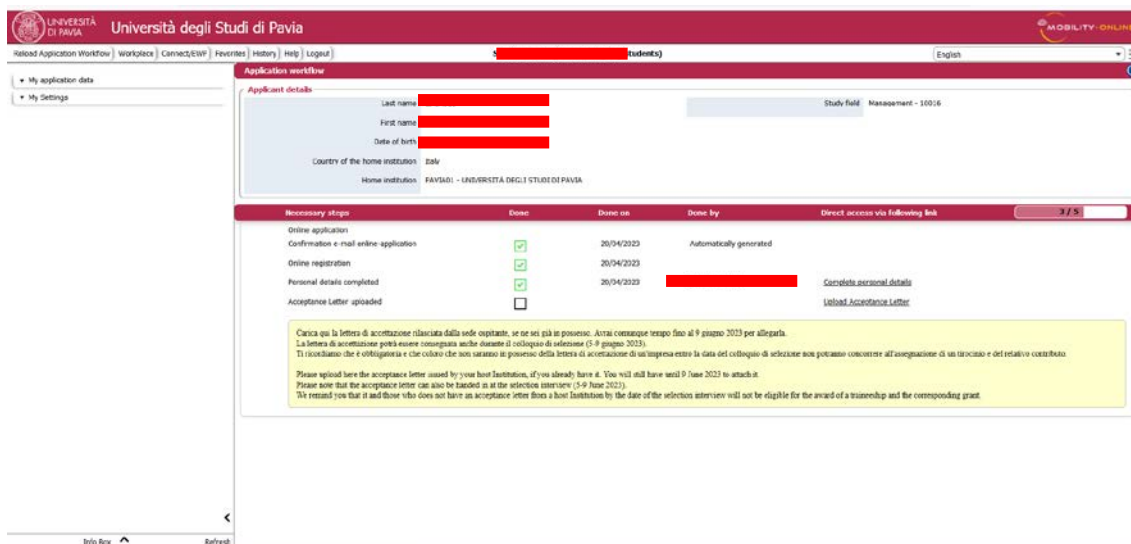 UNIVERSITÀ
DI PAVIA
Università degli Studi di Pavia
MOBILITY-ONLINE
Reload Application Workflow | Workplace | Connect/EWP | Favorites | History | Help | Logout
tudents)
English
My application data
My Settings
Application workflow
Applicant details
Last name
Study field Management - 10016
First name
Date of birth
Country of the home institution Italy
Home institution PAVIA01 - UNIVERSITÀ DEGLI STUDI DI PAVIA
Necessary steps Done Done on Done by Direct access via following link 3 / 5
Online application
Confirmation e-mail online-application 20/04/2023 Automatically generated
Online registration 20/04/2023
Personal details completed 20/04/2023 Complete personal details
Acceptance Letter uploaded Upload Acceptance Letter
Carica qui la lettera di accettazione rilasciata dalla sede ospitante, se ne sei già in possesso. Avrai comunque tempo fino al 9 giugno 2023 per allegarla.
La lettera di accettazione potrà essere consegnata anche durante il colloquio di selezione (5-9 giugno 2023).
Ti ricordiamo che è obbligatoria e che coloro che non saranno in possesso della lettera di accettazione di un'impresa entro la data del colloquio di selezione non potranno concorrere all'assegnazione di un tirocinio e del relativo contributo.
Please upload here the acceptance letter issued by your host Institution, if you already have it. You will still have until 9 June 2023 to attach it.
Please note that the acceptance letter can also be handed in at the selection interview (5-9 June 2023).
We remind you that it and those who does not have an acceptance letter from a host Institution by the date of the selection interview will not be eligible for the award of a traineeship and the corresponding grant.
Info Box Refresh